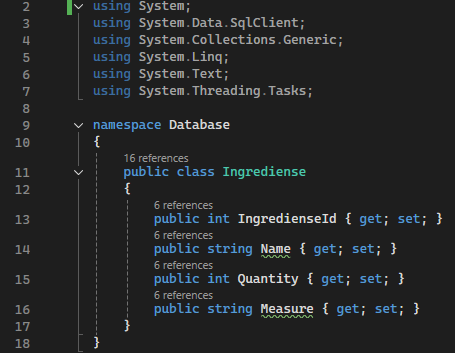 2 using System;
3 using System.Data.SqlClient;
4 using System.Collections.Generic;
5 using System.Linq;
6 using System.Text;
7 using System.Threading.Tasks;
8
9 namespace Database
10 {
16 references
11 public class Ingrediense
12 {
6 references
13 public int IngredienseId { get; set; }
6 references
14 public string Name { get; set; }
6 references
15 public int Quantity { get; set; }
6 references
16 public string Measure { get; set; }
17 }
18 }